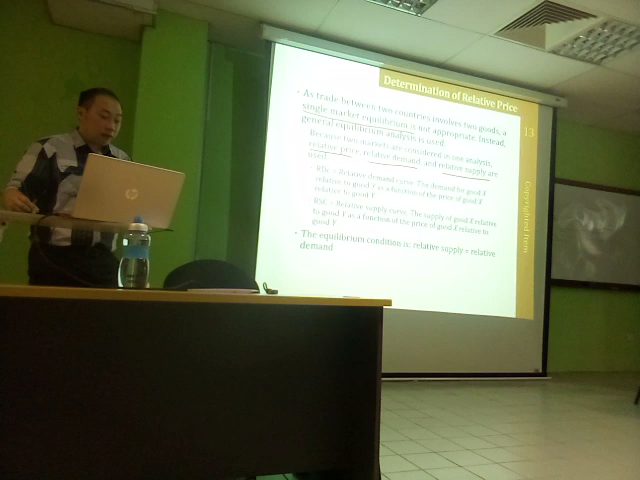 Determination of Relative Price
13
• As trade between two countries involves two goods, a
single market equilibrium is not appropriate. Instead,
general equilibrium analysis is used.
Because two markets are considered in one analysis,
relative price, relative demand, and relative supply are
used.
RDC = Relative demand curve. The demand for good X
relative to good Y as a function of the price of good X
relative to good Y
RSC = Relative supply curve. The supply of good X relative
to good Y as a function of the price of good X relative to
good Y
• The equilibrium condition is: relative supply = relative
demand
Copyrighted item
hp